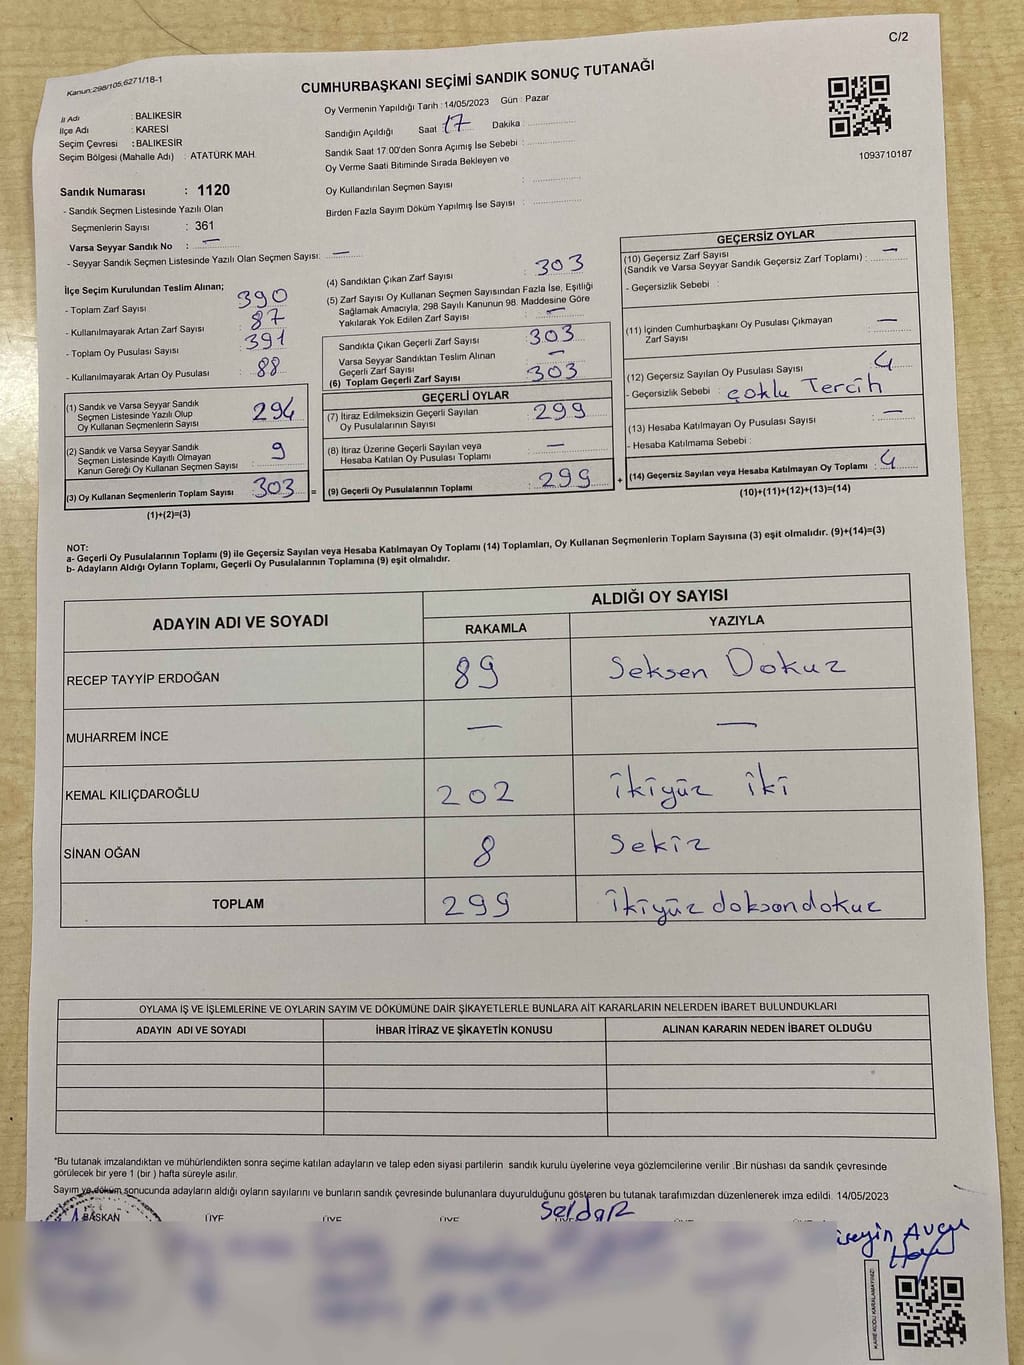 C/2
Kanun:298/105,6271/18-1
CUMHURBAŞKANI SEÇİMİ SANDIK SONUÇ TUTANAĞI
İl Adı : BALIKESİR
İlçe Adı : KARESİ
Seçim Çevresi : BALIKESİR
Seçim Bölgesi (Mahalle Adı) : ATATÜRK MAH.
Oy Vermenin Yapıldığı Tarih : 14/05/2023 Gün : Pazar
Sandığın Açıldığı Saat 17 Dakika :
Sandık Saat 17:00'den Sonra Açımış İse Sebebi :
Oy Verme Saati Bitiminde Sırada Bekleyen ve
Oy Kullandırılan Seçmen Sayısı :
Birden Fazla Sayım Döküm Yapılmış İse Sayısı :
1093710187
Sandık Numarası : 1120
- Sandık Seçmen Listesinde Yazılı Olan
Seçmenlerin Sayısı : 361
Varsa Seyyar Sandık No : —
- Seyyar Sandık Seçmen Listesinde Yazılı Olan Seçmen Sayısı: —
İlçe Seçim Kurulundan Teslim Alınan;
- Toplam Zarf Sayısı : 390
- Kullanılmayarak Artan Zarf Sayısı : 87
- Toplam Oy Pusulası Sayısı : 391
- Kullanılmayarak Artan Oy Pusulası : 88
(1) Sandık ve Varsa Seyyar Sandık
Seçmen Listesinde Yazılı Olup
Oy Kullanan Seçmenlerin Sayısı : 294
(2) Sandık ve Varsa Seyyar Sandık
Seçmen Listesinde Kayıtlı Olmayan
Kanun Gereği Oy Kullanan Seçmen Sayısı : 9
(3) Oy Kullanan Seçmenlerin Toplam Sayısı : 303 =
(1)+(2)=(3)
(4) Sandıktan Çıkan Zarf Sayısı : 303
(5) Zarf Sayısı Oy Kullanan Seçmen Sayısından Fazla İse, Eşitliği
Sağlamak Amacıyla, 298 Sayılı Kanunun 98. Maddesine Göre
Yakılarak Yok Edilen Zarf Sayısı : —
Sandıkta Çıkan Geçerli Zarf Sayısı : 303
Varsa Seyyar Sandıktan Teslim Alınan
Geçerli Zarf Sayısı : —
(6) Toplam Geçerli Zarf Sayısı : 303
GEÇERLİ OYLAR
(7) İtiraz Edilmeksizin Geçerli Sayılan
Oy Pusulalarının Sayısı : 299
(8) İtiraz Üzerine Geçerli Sayılan veya
Hesaba Katılan Oy Pusulası Toplamı : —
(9) Geçerli Oy Pusulalarının Toplamı : 299 +
GEÇERSİZ OYLAR
(10) Geçersiz Zarf Sayısı
(Sandık ve Varsa Seyyar Sandık Geçersiz Zarf Toplamı) : —
- Geçersizlik Sebebi :
(11) İçinden Cumhurbaşkanı Oy Pusulası Çıkmayan
Zarf Sayısı : —
(12) Geçersiz Sayılan Oy Pusulası Sayısı : 4
- Geçersizlik Sebebi : çoklu Tercih
(13) Hesaba Katılmayan Oy Pusulası Sayısı : —
- Hesaba Katılmama Sebebi :
(14) Geçersiz Sayılan veya Hesaba Katılmayan Oy Toplamı : 4
(10)+(11)+(12)+(13)=(14)
NOT:
a- Geçerli Oy Pusulalarının Toplamı (9) ile Geçersiz Sayılan veya Hesaba Katılmayan Oy Toplamı (14) Toplamları, Oy Kullanan Seçmenlerin Toplam Sayısına (3) eşit olmalıdır. (9)+(14)=(3)
b- Adayların Aldığı Oyların Toplamı, Geçerli Oy Pusulalarının Toplamına (9) eşit olmalıdır.
ADAYIN ADI VE SOYADI
ALDIĞI OY SAYISI
RAKAMLA YAZIYLA
RECEP TAYYİP ERDOĞAN 89 Seksen Dokuz
MUHARREM İNCE — —
KEMAL KILIÇDAROĞLU 202 ikiyüz iki
SİNAN OĞAN 8 Sekiz
TOPLAM 299 ikiyüz doksandokuz
OYLAMA İŞ VE İŞLEMLERİNE VE OYLARIN SAYIM VE DÖKÜMÜNE DAİR ŞİKAYETLERLE BUNLARA AİT KARARLARIN NELERDEN İBARET BULUNDUKLARI
ADAYIN ADI VE SOYADI İHBAR İTİRAZ VE ŞİKAYETİN KONUSU ALINAN KARARIN NEDEN İBARET OLDUĞU
*Bu tutanak imzalandıktan ve mühürlendikten sonra seçime katılan adayların ve talep eden siyasi partilerin sandık kurulu üyelerine veya gözlemcilerine verilir .Bir nüshası da sandık çevresinde
görülecek bir yere 1 (bir ) hafta süreyle asılır.
Sayım ve döküm sonucunda adayların aldığı oyların sayılarını ve bunların sandık çevresinde bulunanlara duyurulduğunu gösteren bu tutanak tarafımızdan düzenlenerek imza edildi. 14/05/2023
BAŞKAN ÜYE ÜYE ÜYE Serdar
KARE KODU KARALAMAYINIZ!